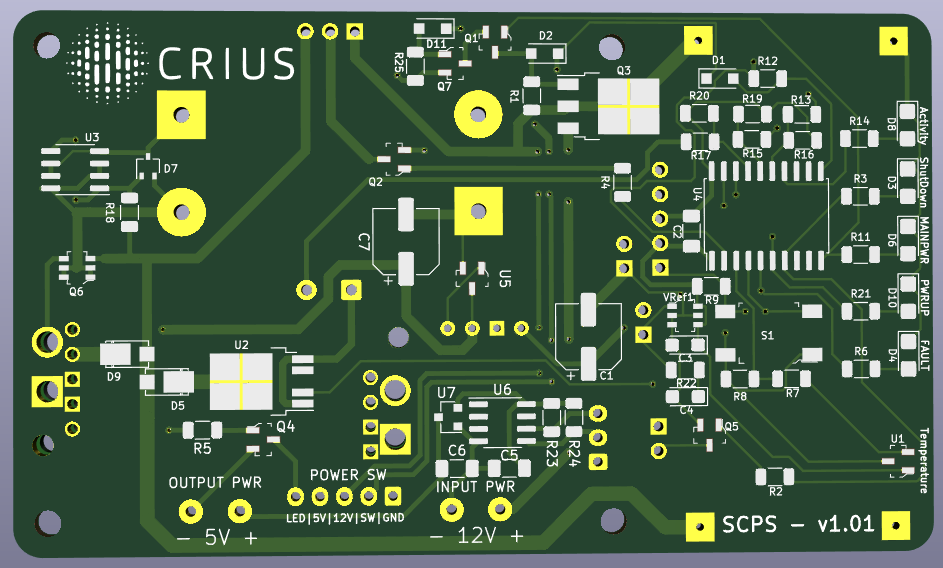 CRIUS
D11
Q1
D2
R25
Q7
Q3
R1
D1
R12
R20
R19
R13
R14
D8
Activity
U3
D7
Q2
R17
R15
R16
R4
U4
R3
D3
ShutDown
R18
C7
C2
R11
D6
MAINPWR
Q6
U5
R9
VRef1
R21
D10
PWRUP
S1
U2
D9
D5
C1
C3
R22
R8
R7
R6
D4
FAULT
U7
U6
C4
Q5
Q4
R5
R23
R24
C6
C5
U1
Temperature
R2
OUTPUT PWR
POWER SW
INPUT PWR
LED|5V|12V|SW|GND
- 5V +
- 12V +
SCPS - v1.01
+
+